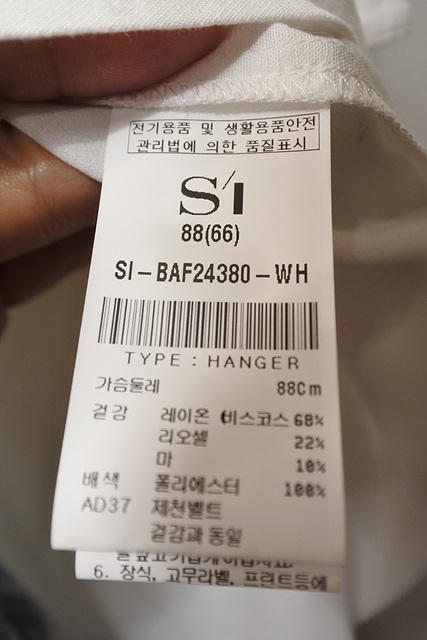 전기용품 및 생활용품안전
관리법에 의한 품질표시
S'I
88(66)
SI-BAF24380-WH
TYPE : HANGER
가슴둘레 88Cm
겉감 레이온 (비스코스 68%
리오셀 22%
마 10%
배색 폴리에스터 100%
AD37 제천벨트
겉감과 동일
6. 장식, 고무라벨, 프린트등에